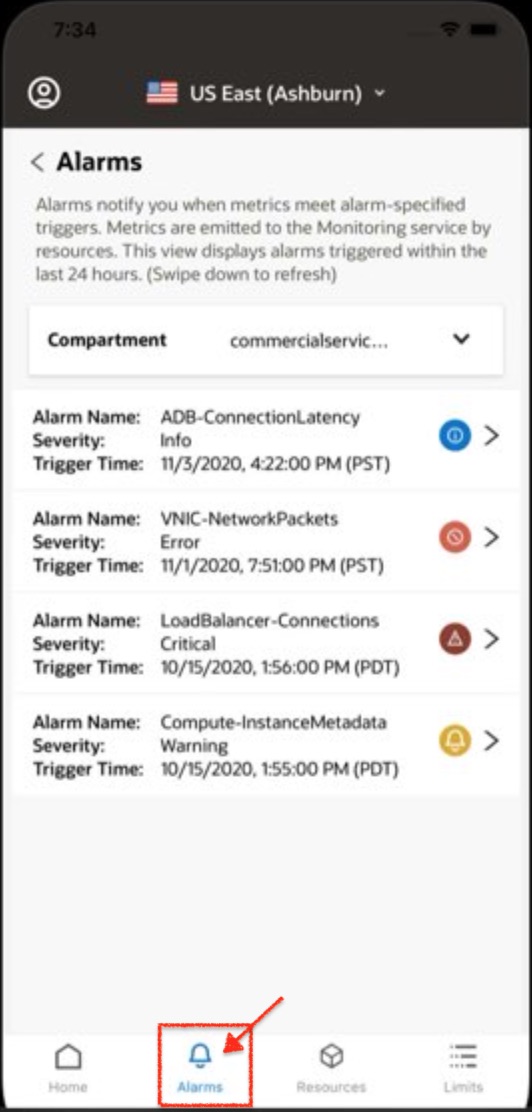 7:34
US East (Ashburn)
Alarms
Alarms notify you when metrics meet alarm-specified
triggers. Metrics are emitted to the Monitoring service by
resources. This view displays alarms triggered within the
last 24 hours. (Swipe down to refresh)
Compartment commercialservic...
Alarm Name: ADB-ConnectionLatency
Severity: Info
Trigger Time: 11/3/2020, 4:22:00 PM (PST)
Alarm Name: VNIC-NetworkPackets
Severity: Error
Trigger Time: 11/1/2020, 7:51:00 PM (PST)
Alarm Name: LoadBalancer-Connections
Severity: Critical
Trigger Time: 10/15/2020, 1:56:00 PM (PDT)
Alarm Name: Compute-InstanceMetadata
Severity: Warning
Trigger Time: 10/15/2020, 1:55:00 PM (PDT)
Home Alarms Resources Limits